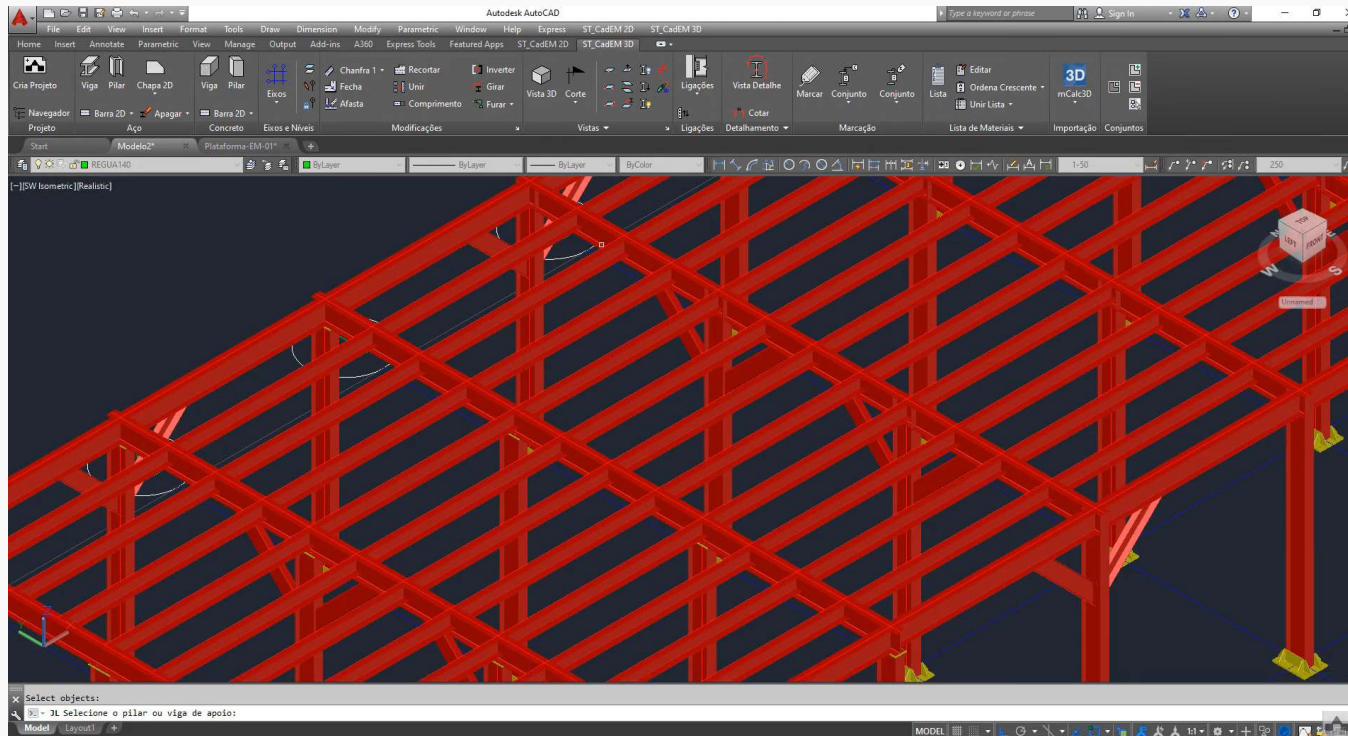 Autodesk AutoCAD
Type a keyword or phrase
Sign In
File Edit View Insert Format Tools Draw Dimension Modify Parametric Window Help Express ST_CadEM 2D ST_CadEM 3D
Home Insert Annotate Parametric View Manage Output Add-ins A360 Express Tools Featured Apps ST_CadEM 2D ST_CadEM 3D
Chanfra 1 Recortar Inverter Editar
3D
Cria Projeto Viga Pilar Chapa 2D Viga Pilar Eixos Fecha Unir Girar Vista 3D Corte Ligações Vista Detalhe Marcar Conjunto Conjunto Lista Ordena Crescente mCalc3D
Afasta Comprimento Furar Unir Lista
Navegador Barra 2D Apagar Barra 2D Cotar
Projeto Aço Concreto Eixos e Níveis Modificações Vistas Ligações Detalhamento Marcação Lista de Materiais Importação Conjuntos
Start Modelo2* Plataforma-EM-01*
REGUA140 ByLayer ByLayer ByLayer ByColor 1-50 250
[−][SW Isometric][Realistic]
TOP
LEFT FRONT
W S
Unnamed
Select objects:
JL Selecione o pilar ou viga de apoio:
Model Layout1 +
MODEL 1:1